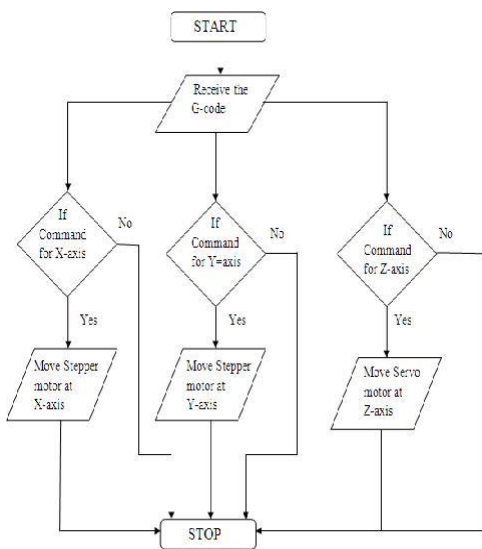 START
Receive the
G-code
If
Command
for X-axis
No
If
Command
for Y=axis
No
If
Command
for Z-axis
No
Yes
Yes
Yes
Move Stepper
motor at
X-axis
Move Stepper
motor at
Y-axis
Move Servo
motor at
Z-axis
STOP